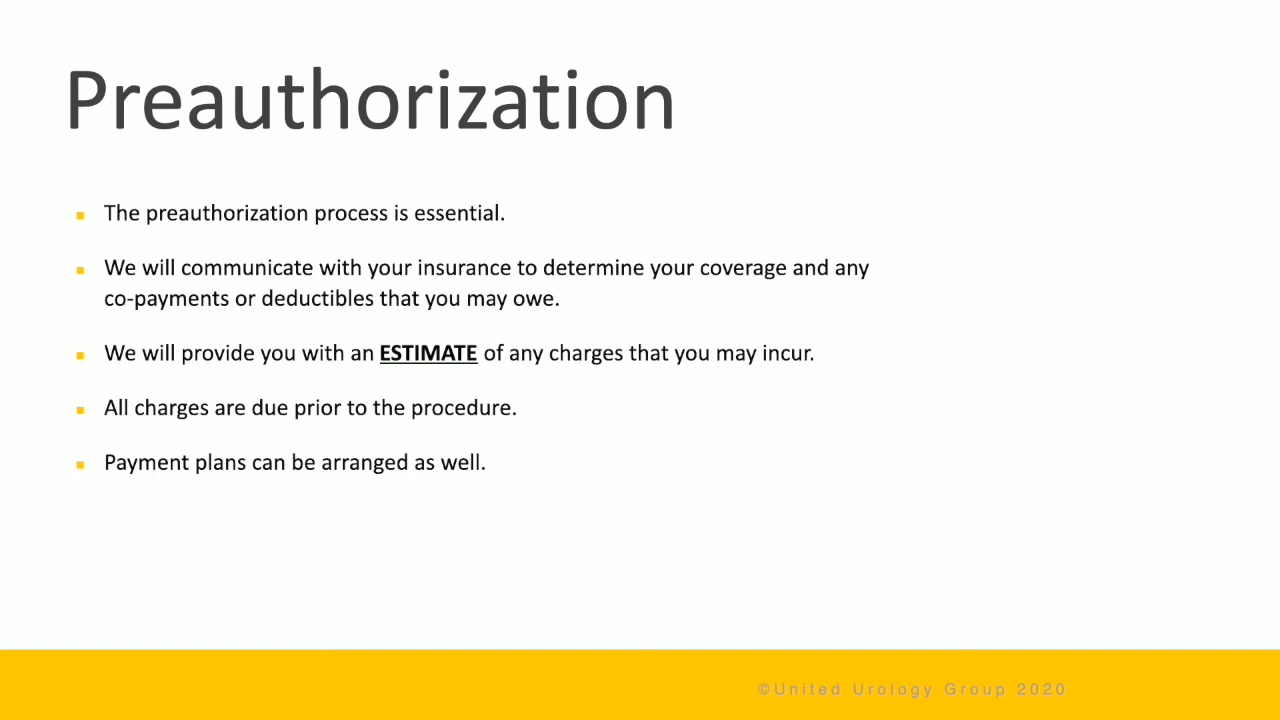 Preauthorization
▪ The preauthorization process is essential.
▪ We will communicate with your insurance to determine your coverage and any
co-payments or deductibles that you may owe.
▪ We will provide you with an ESTIMATE of any charges that you may incur.
▪ All charges are due prior to the procedure.
▪ Payment plans can be arranged as well.
©United Urology Group 2020